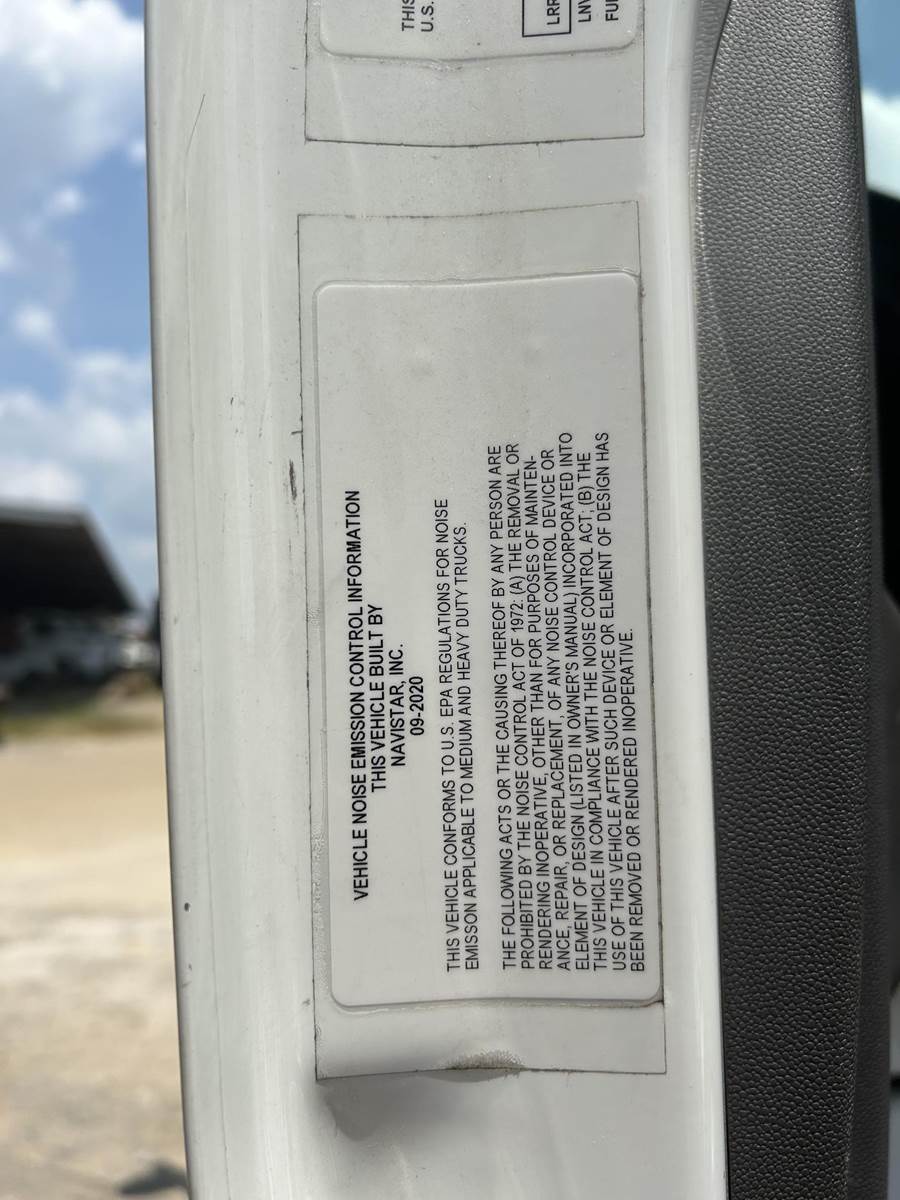 THIS
U.S.
LRR
FUE
VEHICLE NOISE EMISSION CONTROL INFORMATION
THIS VEHICLE BUILT BY
NAVISTAR, INC.
09-2020
THIS VEHICLE CONFORMS TO U.S. EPA REGULATIONS FOR NOISE
EMISSON APPLICABLE TO MEDIUM AND HEAVY DUTY TRUCKS.
THE FOLLOWING ACTS OR THE CAUSING THEREOF BY ANY PERSON ARE
PROHIBITED BY THE NOISE CONTROL ACT OF 1972: (A) THE REMOVAL OR
RENDERING INOPERATIVE, OTHER THAN FOR PURPOSES OF MAINTEN-
ANCE, REPAIR, OR REPLACEMENT, OF ANY NOISE CONTROL DEVICE OR
ELEMENT OF DESIGN (LISTED IN OWNER'S MANUAL) INCORPORATED INTO
THIS VEHICLE IN COMPLIANCE WITH THE NOISE CONTROL ACT; (B) THE
USE OF THIS VEHICLE AFTER SUCH DEVICE OR ELEMENT OF DESIGN HAS
BEEN REMOVED OR RENDERED INOPERATIVE.